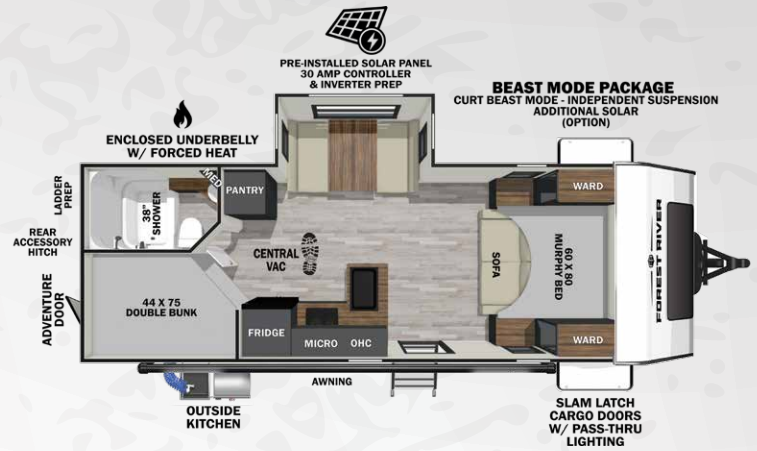 PRE-INSTALLED SOLAR PANEL
30 AMP CONTROLLER
& INVERTER PREP
BEAST MODE PACKAGE
CURT BEAST MODE - INDEPENDENT SUSPENSION
ADDITIONAL SOLAR
(OPTION)
ENCLOSED UNDERBELLY
W/ FORCED HEAT
LADDER
PREP
REAR
ACCESSORY
HITCH
ADVENTURE
DOOR
38"
SHOWER
MED
PANTRY
CENTRAL
VAC
44 X 75
DOUBLE BUNK
FRIDGE
MICRO
OHC
SOFA
60 X 80
MURPHY BED
WARD
WARD
FOREST RIVER
AWNING
OUTSIDE
KITCHEN
SLAM LATCH
CARGO DOORS
W/ PASS-THRU
LIGHTING